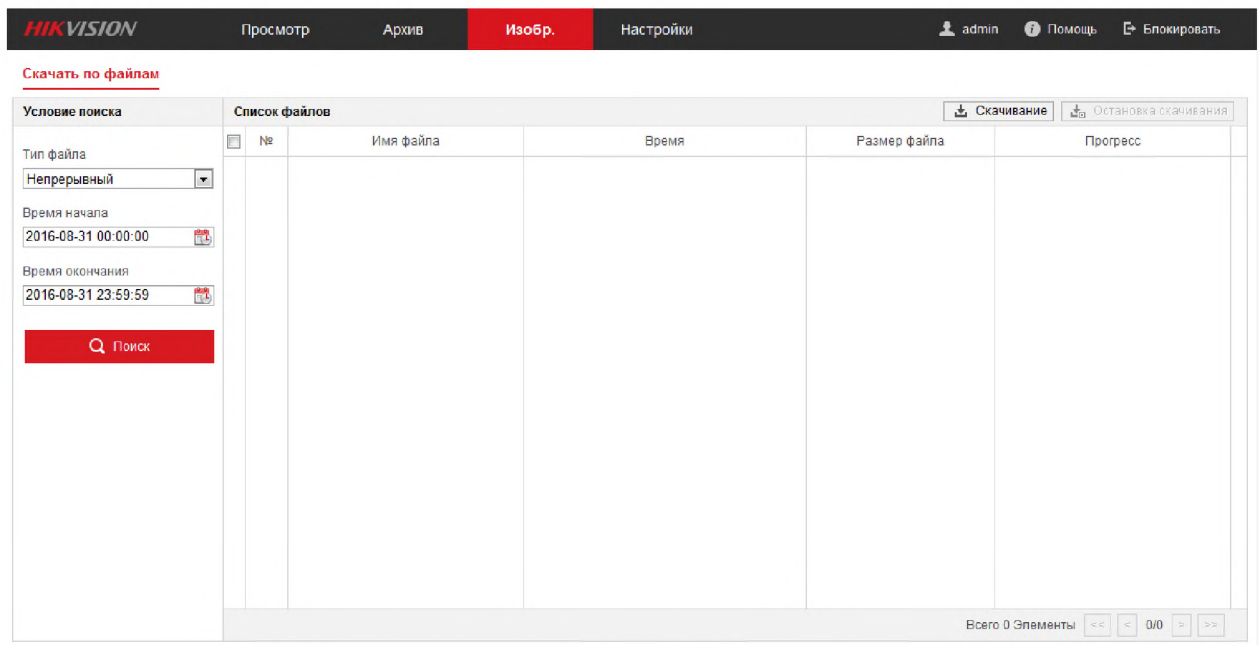 HIKVISION Просмотр Архив Изобр. Настройки admin Помощь Блокировать
Скачать по файлам
Условие поиска Список файлов Скачивание Остановка скачивания
№ Имя файла Время Размер файла Прогресс
Тип файла
Непрерывный
Время начала
2016-08-31 00:00:00
Время окончания
2016-08-31 23:59:59
Поиск
Всего 0 Элементы << < 0/0 > >>